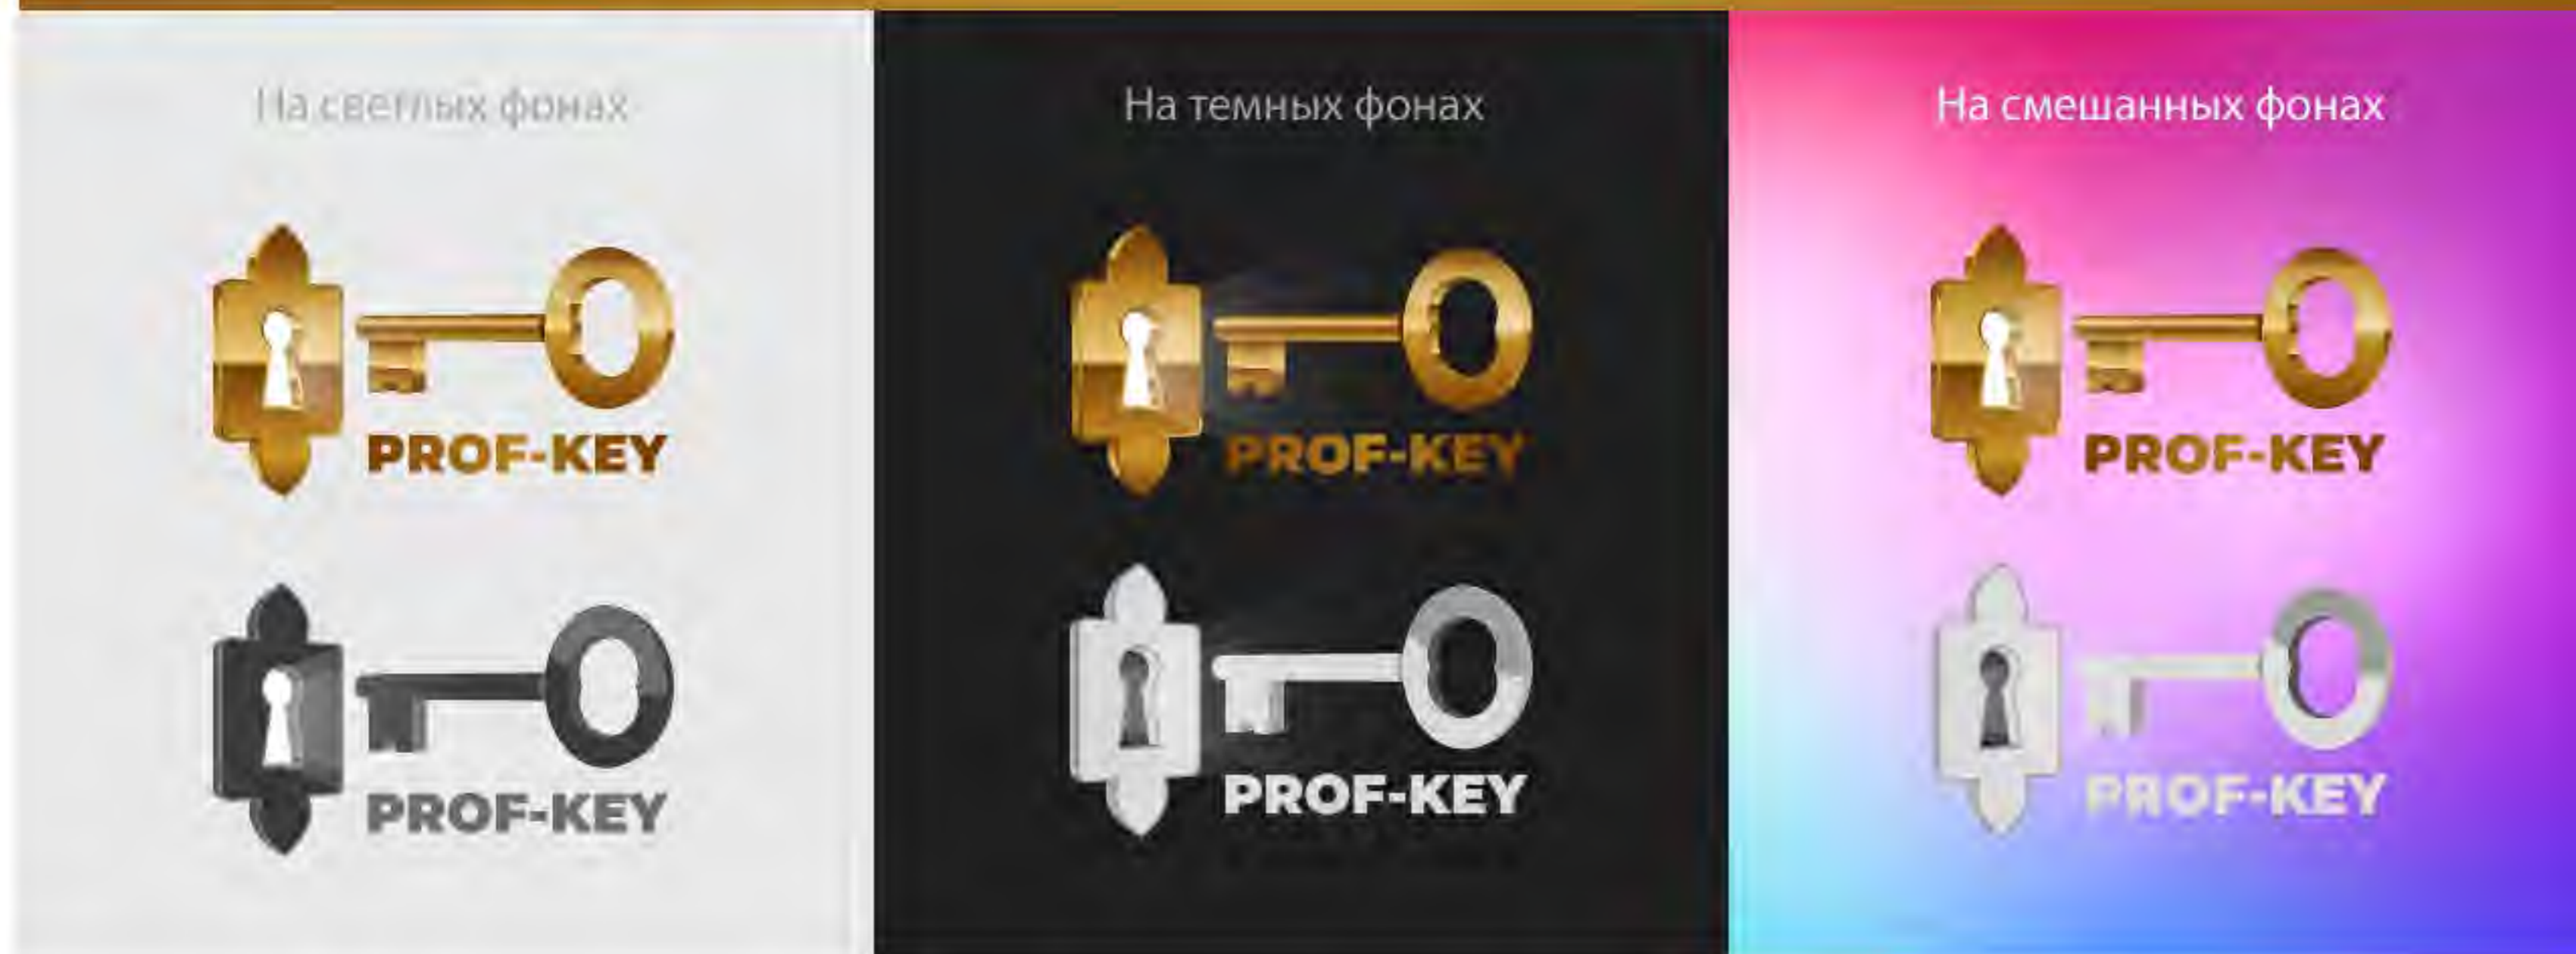 На светлых фонах
PROF-KEY
PROF-KEY
На темных фонах
PROF-KEY
PROF-KEY
На смешанных фонах
PROF-KEY
PROF-KEY